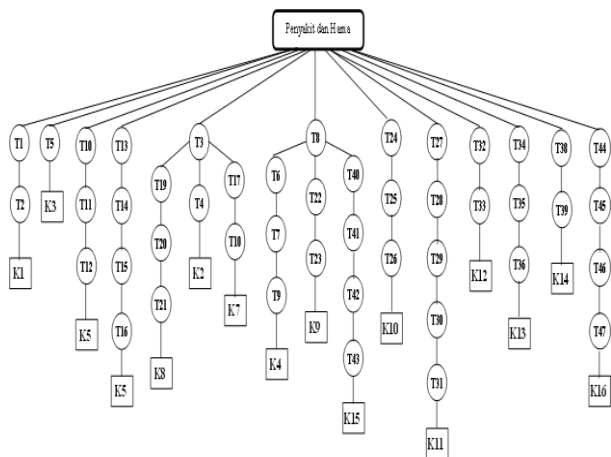 Penyakit dan Hama
T1 T5 T10 T13 T3 T8 T24 T27 T32 T34 T38 T44
T19 T4 T17 T6 T22 T40
T2 K3 T11 T14 T25 T28 T33 T35 T39 T45
T20 T10 T7 T23 T41
K1 T12 T15 K2 T26 T29 K12 T36 K14 T46
T21 K7 T9 K9 T42
K5 T16 K10 T30 K13 T47
K8 K4 T43
K5 T31 K16
K15
K11